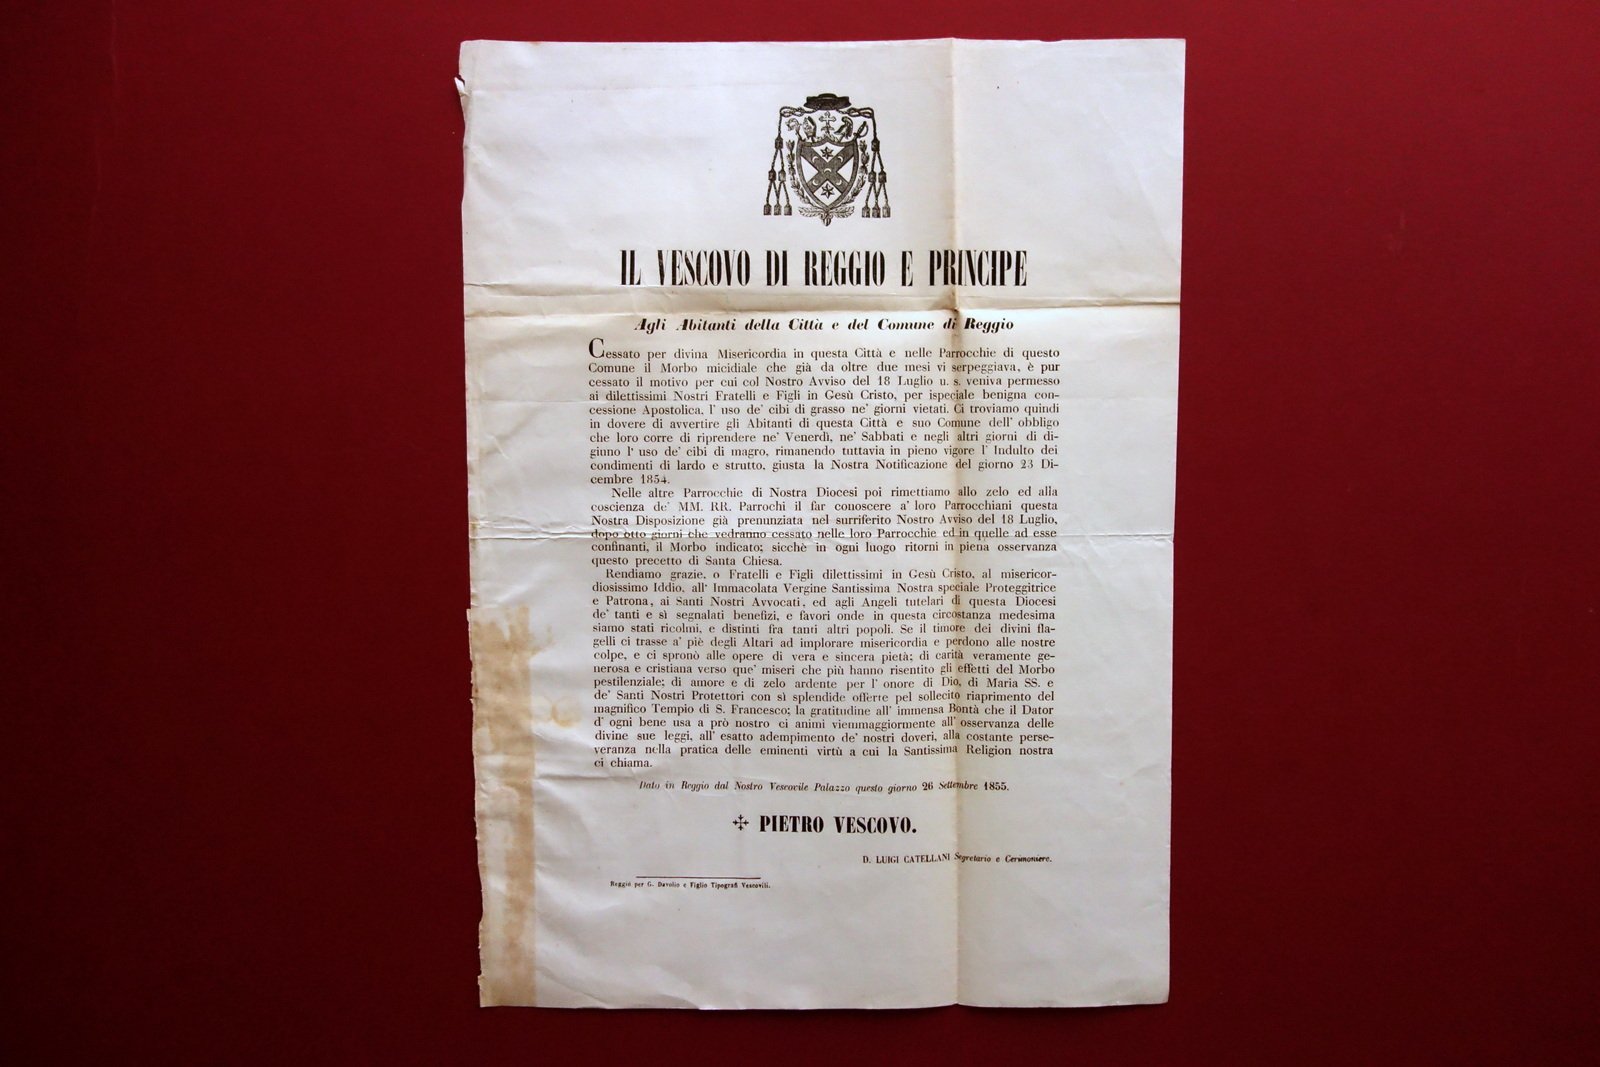 IL VESCOVO DI REGGIO E PRINCIPE
Agli Abitanti della Città e del Comune di Reggio
Cessato per divina Misericordia in questa Città e nelle Parrocchie di questo
Comune il Morbo micidiale che già da oltre due mesi vi serpeggiava, è pur
cessato il motivo per cui col Nostro Avviso del 18 Luglio u. s. veniva permesso
ai dilettissimi Nostri Fratelli e Figli in Gesù Cristo, per ispeciale benigna con-
cessione Apostolica, l' uso de' cibi di grasso ne' giorni vietati. Ci troviamo quindi
in dovere di avvertire gli Abitanti di questa Città e suo Comune dell' obbligo
che loro corre di riprendere ne' Venerdì, ne' Sabbati e negli altri giorni di di-
giuno l' uso de' cibi di magro, rimanendo tuttavia in pieno vigore l' Indulto dei
condimenti di lardo e strutto, giusta la Nostra Notificazione del giorno 23 Di-
cembre 1854.
Nelle altre Parrocchie di Nostra Diocesi poi rimettiamo allo zelo ed alla
coscienza de' MM. RR. Parrochi il far conoscere a' loro Parrocchiani questa
Nostra Disposizione già prenunziata nel surriferito Nostro Avviso del 18 Luglio,
dopo otto giorni che vedranno cessato nelle loro Parrocchie ed in quelle ad esse
confinanti, il Morbo indicato; sicchè in ogni luogo ritorni in piena osservanza
questo precetto di Santa Chiesa.
Rendiamo grazie, o Fratelli e Figli dilettissimi in Gesù Cristo, al misericor-
diosissimo Iddio, all' Immacolata Vergine Santissima Nostra speciale Proteggitrice
e Patrona, ai Santi Nostri Avvocati, ed agli Angeli tutelari di questa Diocesi
de' tanti e sì segnalati benefizi, e favori onde in questa circostanza medesima
siamo stati ricolmi, e distinti fra tanti altri popoli. Se il timore dei divini fla-
gelli ci trasse a' piè degli Altari ad implorare misericordia e perdono alle nostre
colpe, e ci spronò alle opere di vera e sincera pietà; di carità veramente ge-
nerosa e cristiana verso que' miseri che più hanno risentito gli effetti del Morbo
pestilenziale; di amore e di zelo ardente per l' onore di Dio, di Maria SS. e
de' Santi Nostri Protettori con sì splendide offerte pel sollecito riaprimento del
magnifico Tempio di S. Francesco; la gratitudine all' immensa Bontà che il Dator
d' ogni bene usa a prò nostro ci animi viemmaggiormente all' osservanza delle
divine sue leggi, all' esatto adempimento de' nostri doveri, alla costante perse-
veranza nella pratica delle eminenti virtù a cui la Santissima Religion nostra
ci chiama.
Dato in Reggio dal Nostro Vescovile Palazzo questo giorno 26 Settembre 1855.
✠ PIETRO VESCOVO.
D. LUIGI CATELLANI Segretario e Cerimoniere.
Reggio per G. Davolio e Figlio Tipografi Vescovili.